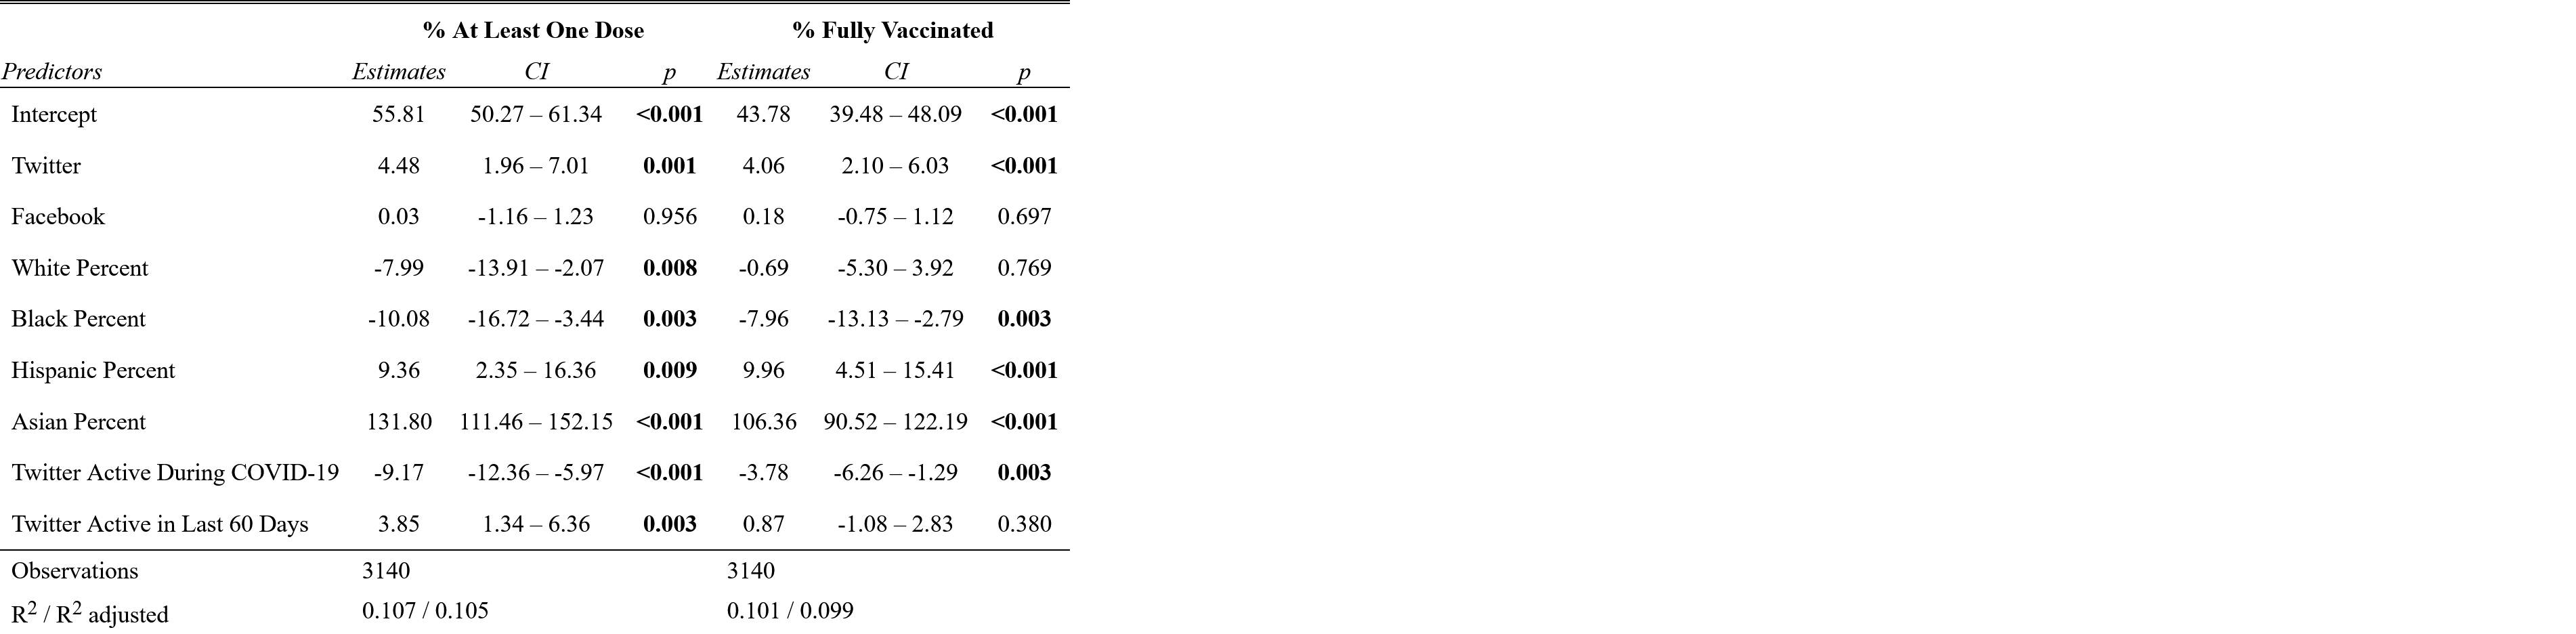 % At Least One Dose % Fully Vaccinated
Predictors Estimates CI p Estimates CI p
Intercept 55.81 50.27 – 61.34 <0.001 43.78 39.48 – 48.09 <0.001
Twitter 4.48 1.96 – 7.01 0.001 4.06 2.10 – 6.03 <0.001
Facebook 0.03 -1.16 – 1.23 0.956 0.18 -0.75 – 1.12 0.697
White Percent -7.99 -13.91 – -2.07 0.008 -0.69 -5.30 – 3.92 0.769
Black Percent -10.08 -16.72 – -3.44 0.003 -7.96 -13.13 – -2.79 0.003
Hispanic Percent 9.36 2.35 – 16.36 0.009 9.96 4.51 – 15.41 <0.001
Asian Percent 131.80 111.46 – 152.15 <0.001 106.36 90.52 – 122.19 <0.001
Twitter Active During COVID-19 -9.17 -12.36 – -5.97 <0.001 -3.78 -6.26 – -1.29 0.003
Twitter Active in Last 60 Days 3.85 1.34 – 6.36 0.003 0.87 -1.08 – 2.83 0.380
Observations 3140 3140
R² / R² adjusted 0.107 / 0.105 0.101 / 0.099